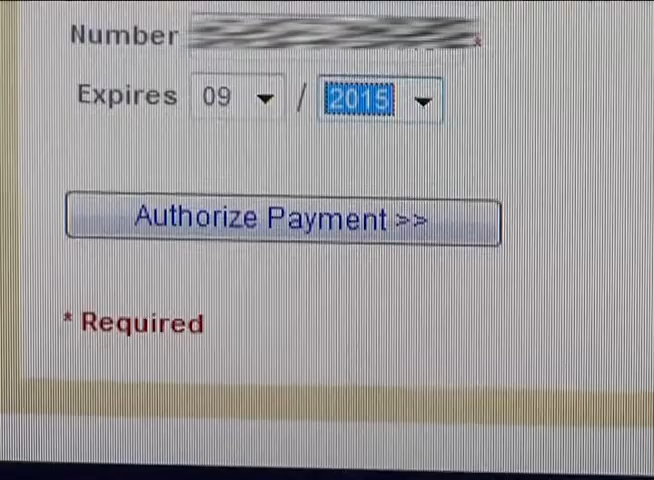 Number *
Expires 09 / 2015
Authorize Payment >>
* Required